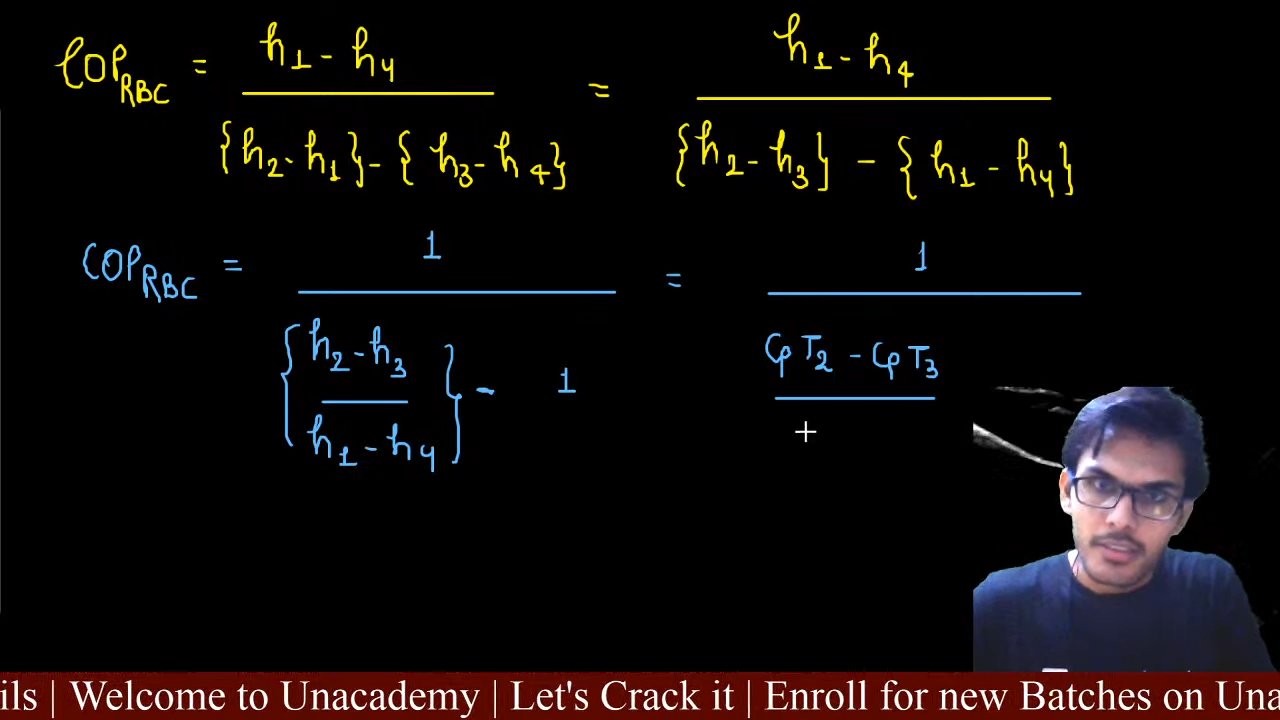 COP_RBC = (h1 - h4) / ({h2 - h1} - {h3 - h4}) = (h1 - h4) / ({h2 - h3} - {h1 - h4})
COP_RBC = 1 / ({(h2 - h3) / (h1 - h4)} - 1) = 1 / (CpT2 - CpT3) /
ils | Welcome to Unacademy | Let's Crack it | Enroll for new Batches on Una